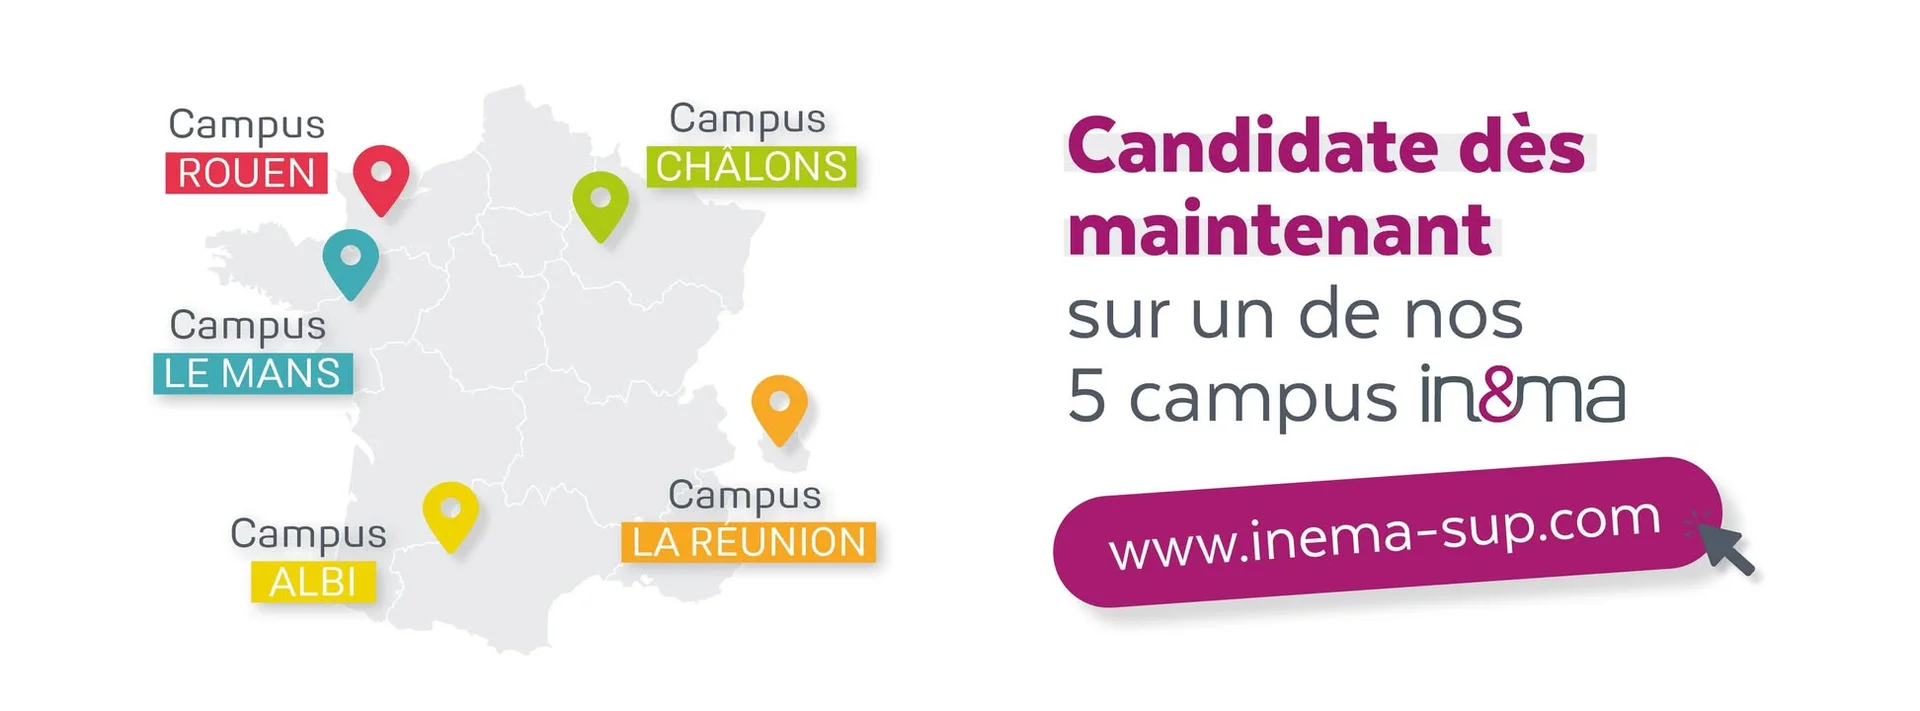 Campus
ROUEN
Campus
CHÂLONS
Campus
LE MANS
Campus
LA RÉUNION
Campus
ALBI
Candidate dès
maintenant
sur un de nos
5 campus in&ma
www.inema-sup.com